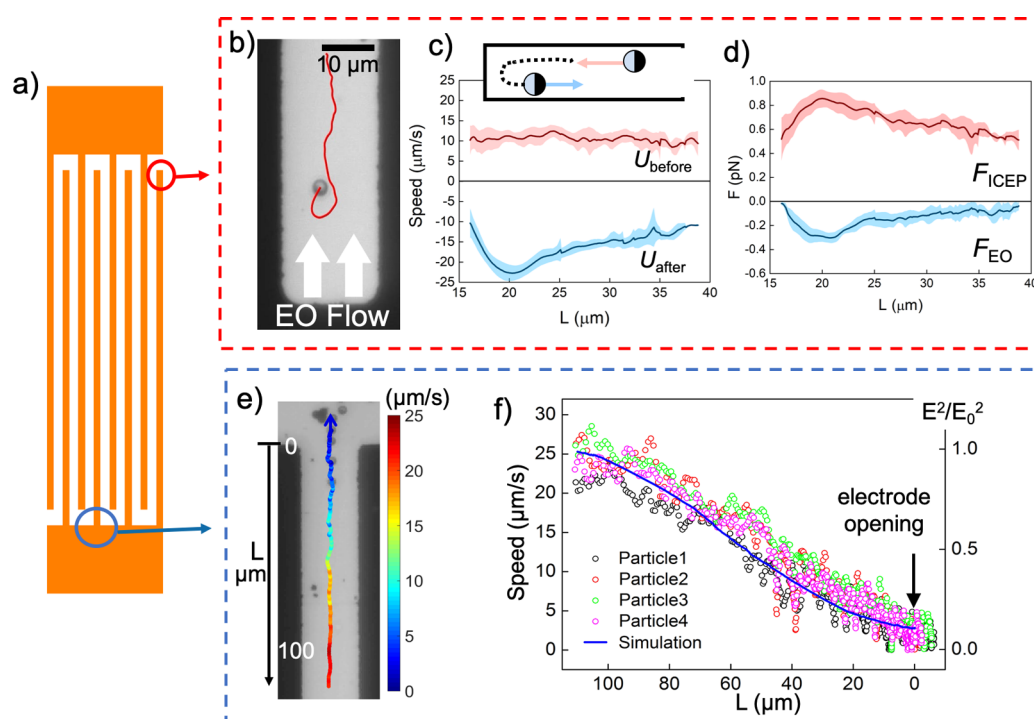 a)
b)
10 μm
EO Flow
c)
25
20
15
10
5
0
-5
-10
-15
-20
-25
Speed (μm/s)
U before
U after
15 20 25 30 35 40
L (μm)
d)
1.0
0.8
0.6
0.4
0.2
0.0
-0.2
-0.4
-0.6
F (pN)
F ICEP
F EO
15 20 25 30 35 40
L (μm)
e)
(μm/s)
0
L
μm
100
25
20
15
10
5
0
f)
30
25
20
15
10
5
0
Speed (μm/s)
E²/E₀²
1.0
0.5
0.0
electrode
opening
Particle1
Particle2
Particle3
Particle4
Simulation
100 80 60 40 20 0
L (μm)